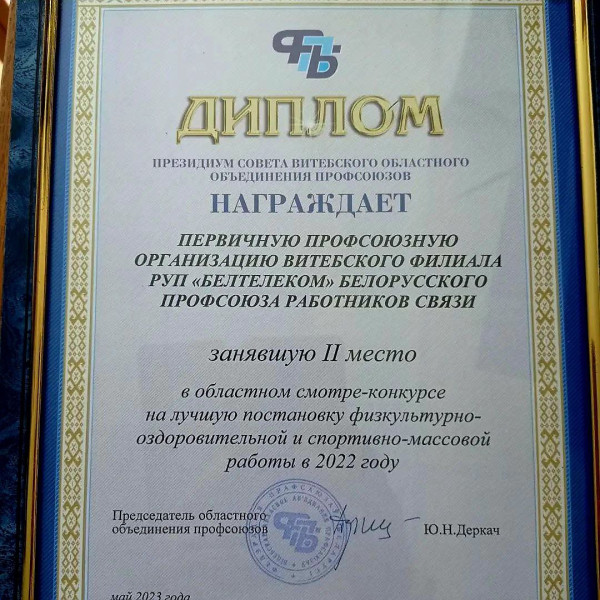 ФПБ
ДИПЛОМ
ПРЕЗИДИУМ СОВЕТА ВИТЕБСКОГО ОБЛАСТНОГО
ОБЪЕДИНЕНИЯ ПРОФСОЮЗОВ
НАГРАЖДАЕТ
ПЕРВИЧНУЮ ПРОФСОЮЗНУЮ
ОРГАНИЗАЦИЮ ВИТЕБСКОГО ФИЛИАЛА
РУП «БЕЛТЕЛЕКОМ» БЕЛОРУССКОГО
ПРОФСОЮЗА РАБОТНИКОВ СВЯЗИ
занявшую II место
в областном смотре-конкурсе
на лучшую постановку физкультурно-
оздоровительной и спортивно-массовой
работы в 2022 году
Председатель областного
объединения профсоюзов
ФПБ
Ю.Н.Деркач
май 2023 года